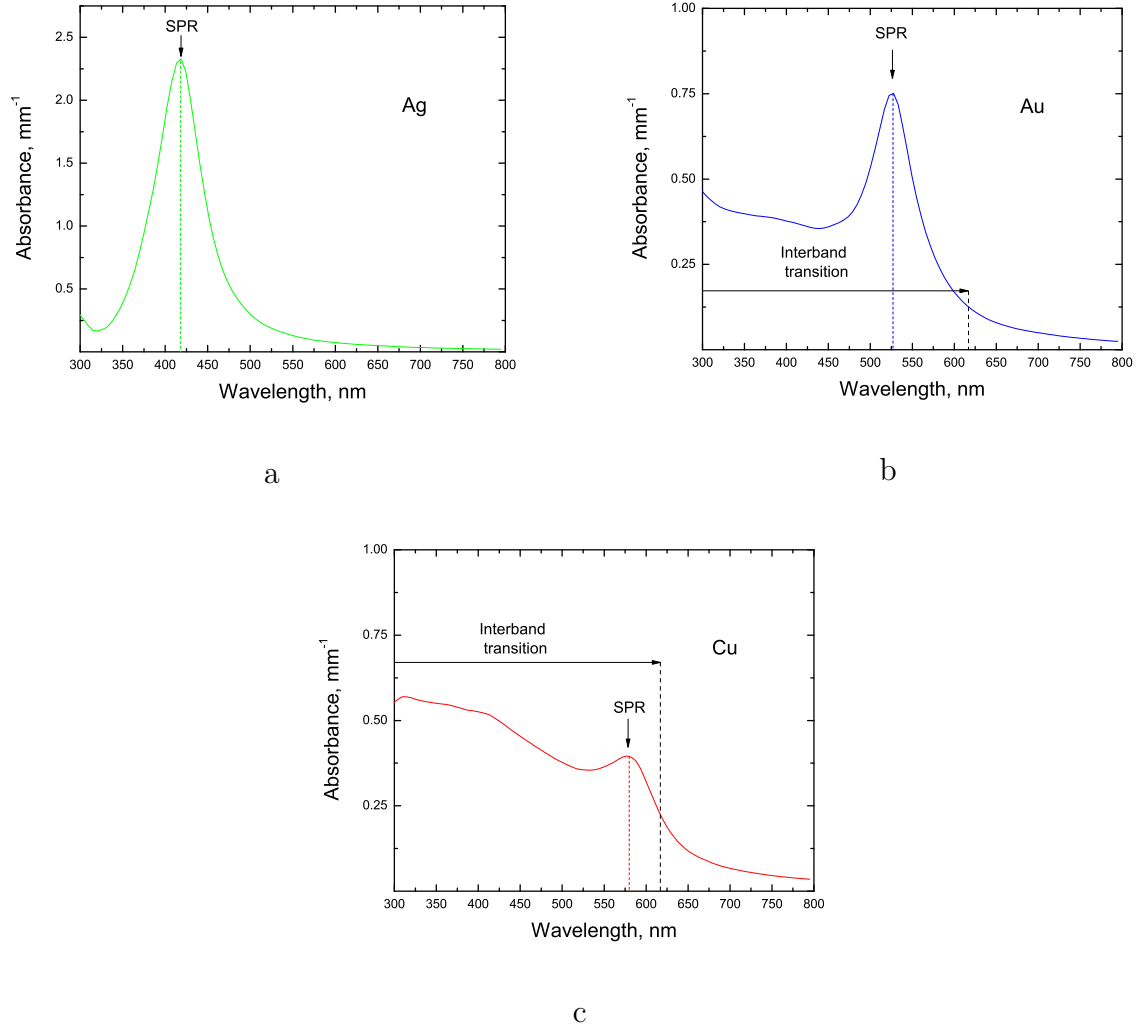 SPR
Ag
2.5
2.0
1.5
1.0
0.5
Absorbance, mm-1
300 350 400 450 500 550 600 650 700 750 800
Wavelength, nm
a
SPR
Au
1.00
0.75
0.50
0.25
Absorbance, mm-1
Interband
transition
300 350 400 450 500 550 600 650 700 750 800
Wavelength, nm
b
1.00
0.75
0.50
0.25
Absorbance, mm-1
Interband
transition
Cu
SPR
300 350 400 450 500 550 600 650 700 750 800
Wavelength, nm
c